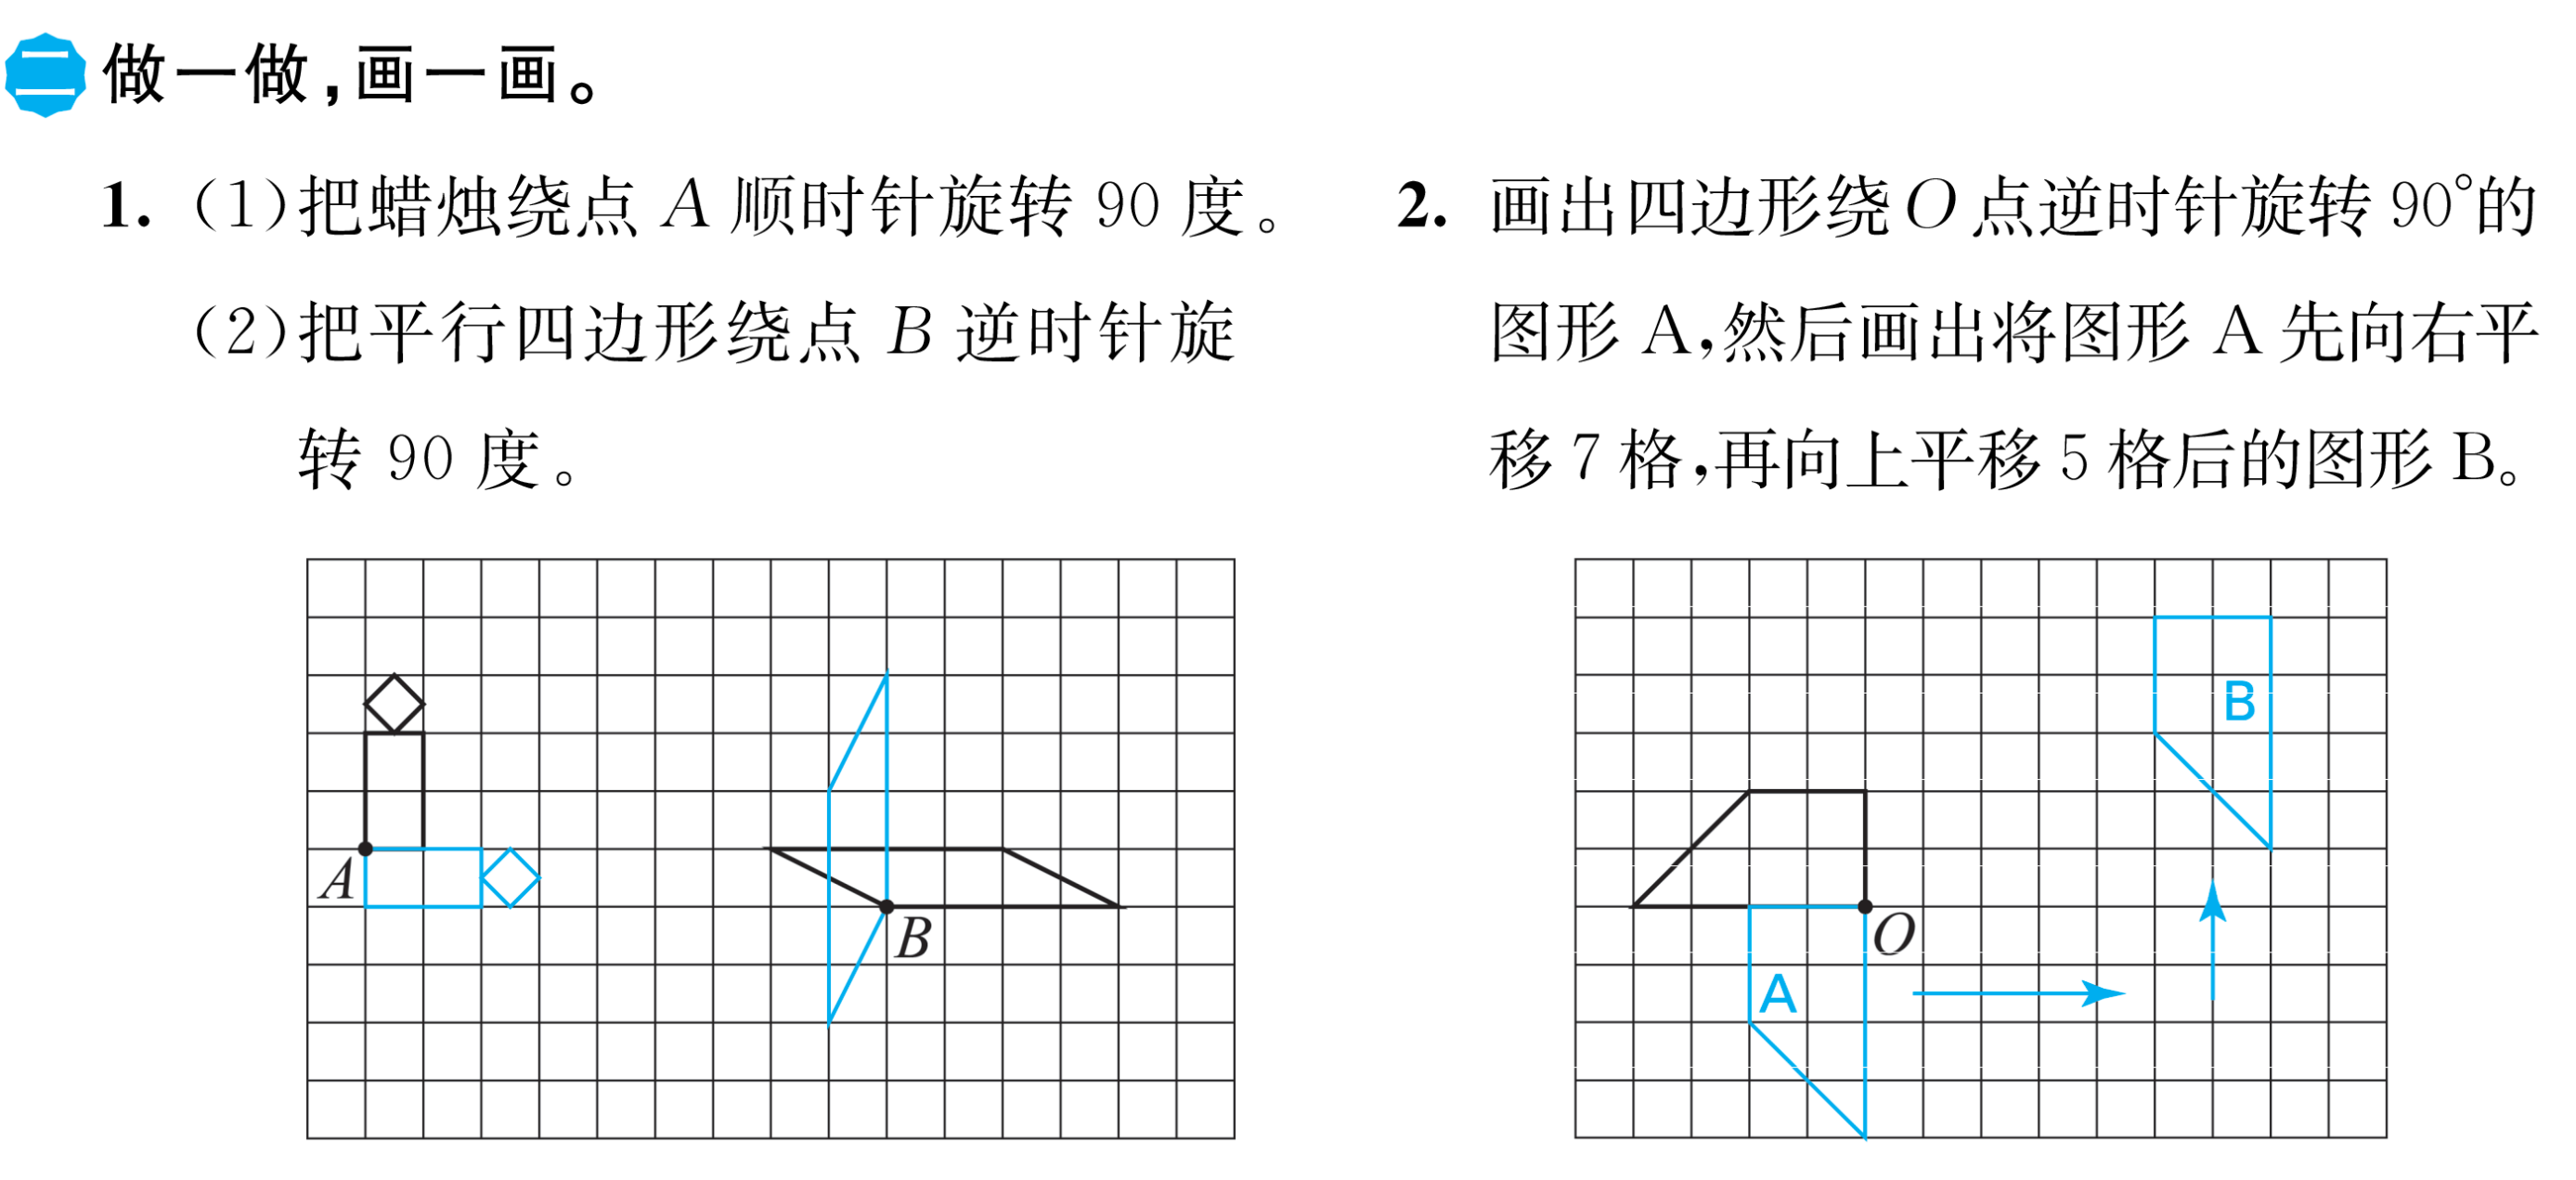 二 做一做,画一画。
1. (1)把蜡烛绕点 A 顺时针旋转 90 度。
(2)把平行四边形绕点 B 逆时针旋
转 90 度。
2. 画出四边形绕 O 点逆时针旋转 90°的
图形 A,然后画出将图形 A 先向右平
移 7 格,再向上平移 5 格后的图形 B。
A
B
B
O
A